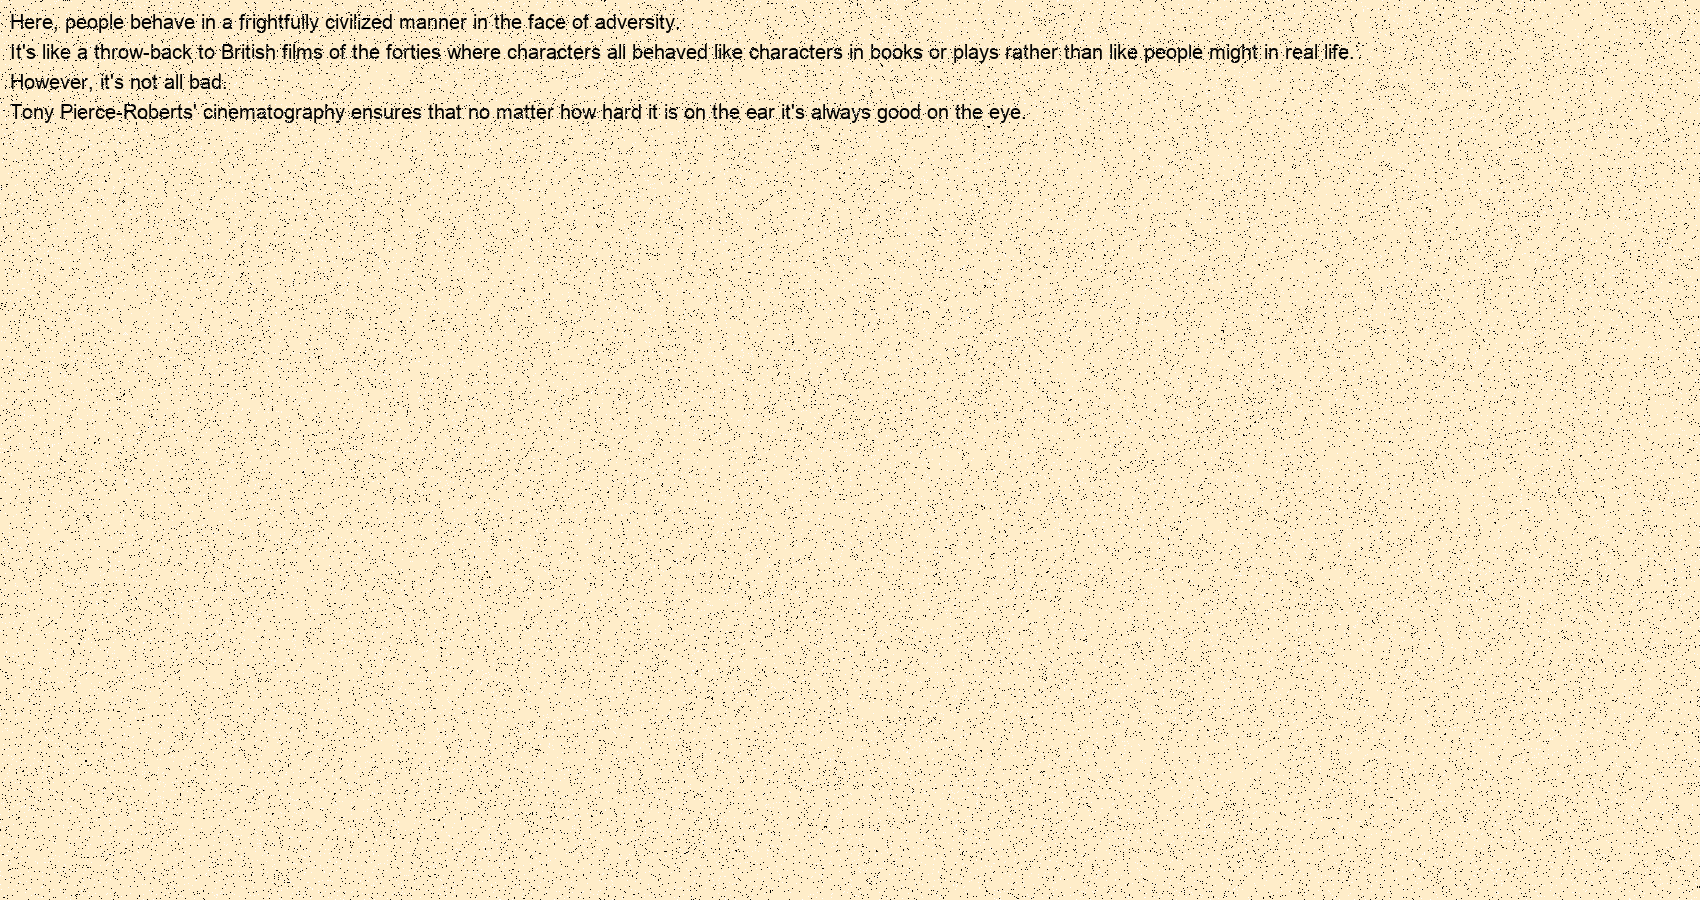 Here, people behave in a frightfully civilized manner in the face of adversity.
It's like a throw-back to British films of the forties where characters all behaved like characters in books or plays rather than like people might in real life.
However, it's not all bad.
Tony Pierce-Roberts' cinematography ensures that no matter how hard it is on the ear it's always good on the eye.